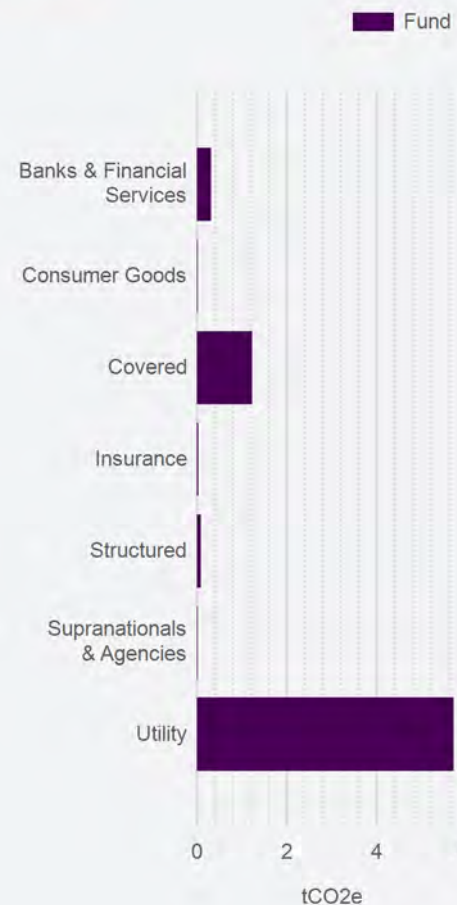 Fund
Banks & Financial
Services
Consumer Goods
Covered
Insurance
Structured
Supranationals
& Agencies
Utility
0 2 4
tCO2e